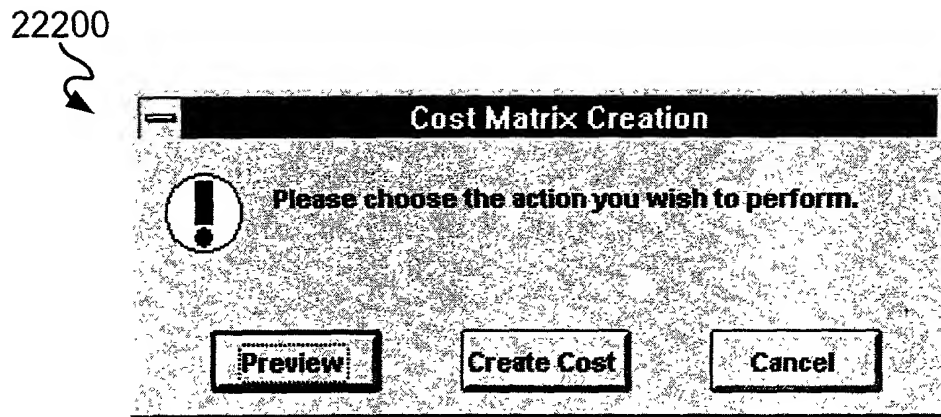 22200
Cost Matrix Creation
Please choose the action you wish to perform.
Preview Create Cost Cancel